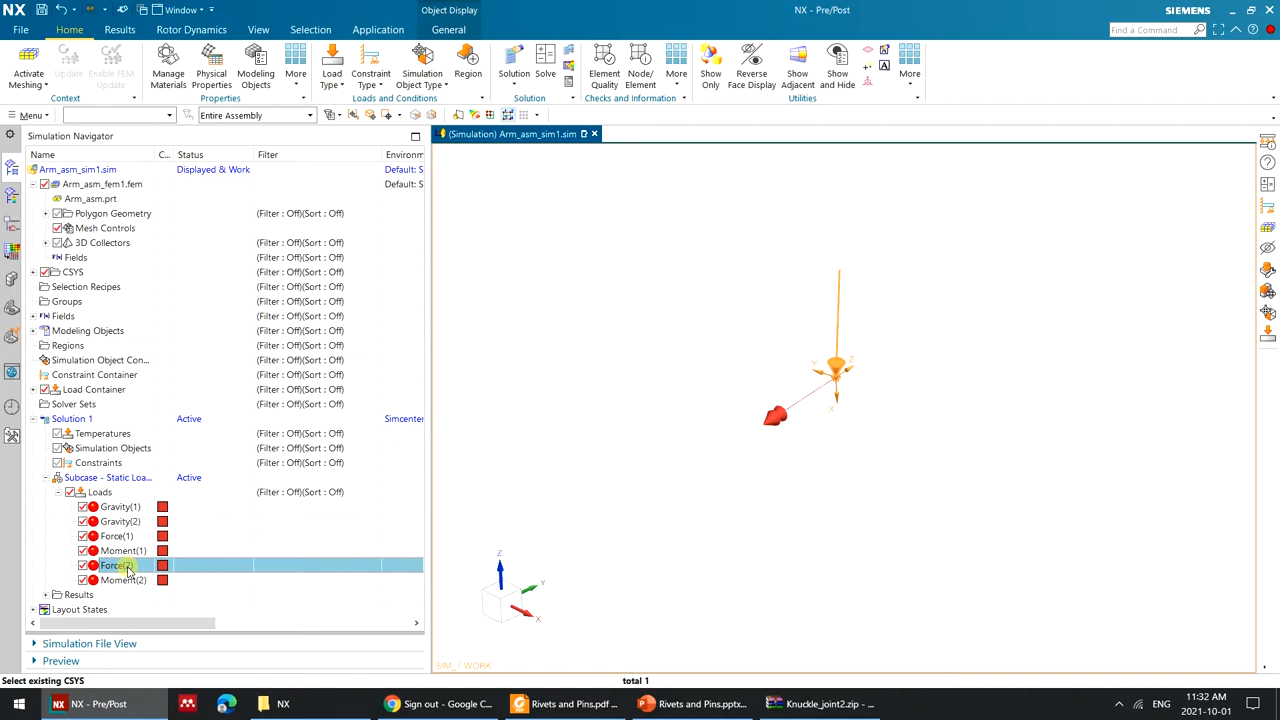 NX
Window
Object Display
NX - Pre/Post
SIEMENS
File
Home
Results
Rotor Dynamics
View
Selection
Application
General
Find a Command
Activate Meshing
Update
Enable FEM Update
Manage Materials
Physical Properties
Modeling Objects
More
Load Type
Constraint Type
Simulation Object Type
Region
Solution
Solve
Element Quality
Node/ Element
More
Show Only
Reverse Face Display
Show Adjacent
Show and Hide
More
Context
Properties
Loads and Conditions
Solution
Checks and Information
Utilities
Menu
Entire Assembly
Simulation Navigator
(Simulation) Arm_asm_sim1.sim
Name C... Status Filter Environm
Arm_asm_sim1.sim Displayed & Work Default: S
Arm_asm_fem1.fem Default: S
Arm_asm.prt
Polygon Geometry (Filter : Off)(Sort : Off)
Mesh Controls
3D Collectors (Filter : Off)(Sort : Off)
Fields (Filter : Off)(Sort : Off)
CSYS (Filter : Off)(Sort : Off)
Selection Recipes (Filter : Off)(Sort : Off)
Groups (Filter : Off)(Sort : Off)
Fields (Filter : Off)(Sort : Off)
Modeling Objects (Filter : Off)(Sort : Off)
Regions (Filter : Off)(Sort : Off)
Simulation Object Con... (Filter : Off)(Sort : Off)
Constraint Container (Filter : Off)(Sort : Off)
Load Container (Filter : Off)(Sort : Off)
Solver Sets (Filter : Off)(Sort : Off)
Solution 1 Active Simcenter
Temperatures (Filter : Off)(Sort : Off)
Simulation Objects (Filter : Off)(Sort : Off)
Constraints (Filter : Off)(Sort : Off)
Subcase - Static Loa... Active
Loads (Filter : Off)(Sort : Off)
Gravity(1)
Gravity(2)
Force(1)
Moment(1)
Force(2)
Moment(2)
Results
Layout States
Simulation File View
Preview
Y
Z
X
Z
Y
X
SIM_1 WORK
Select existing CSYS
total 1
NX - Pre/Post
NX
Sign out - Google C...
Rivets and Pins.pdf ...
Rivets and Pins.pptx...
Knuckle_joint2.zip - ...
ENG
11:32 AM
2021-10-01